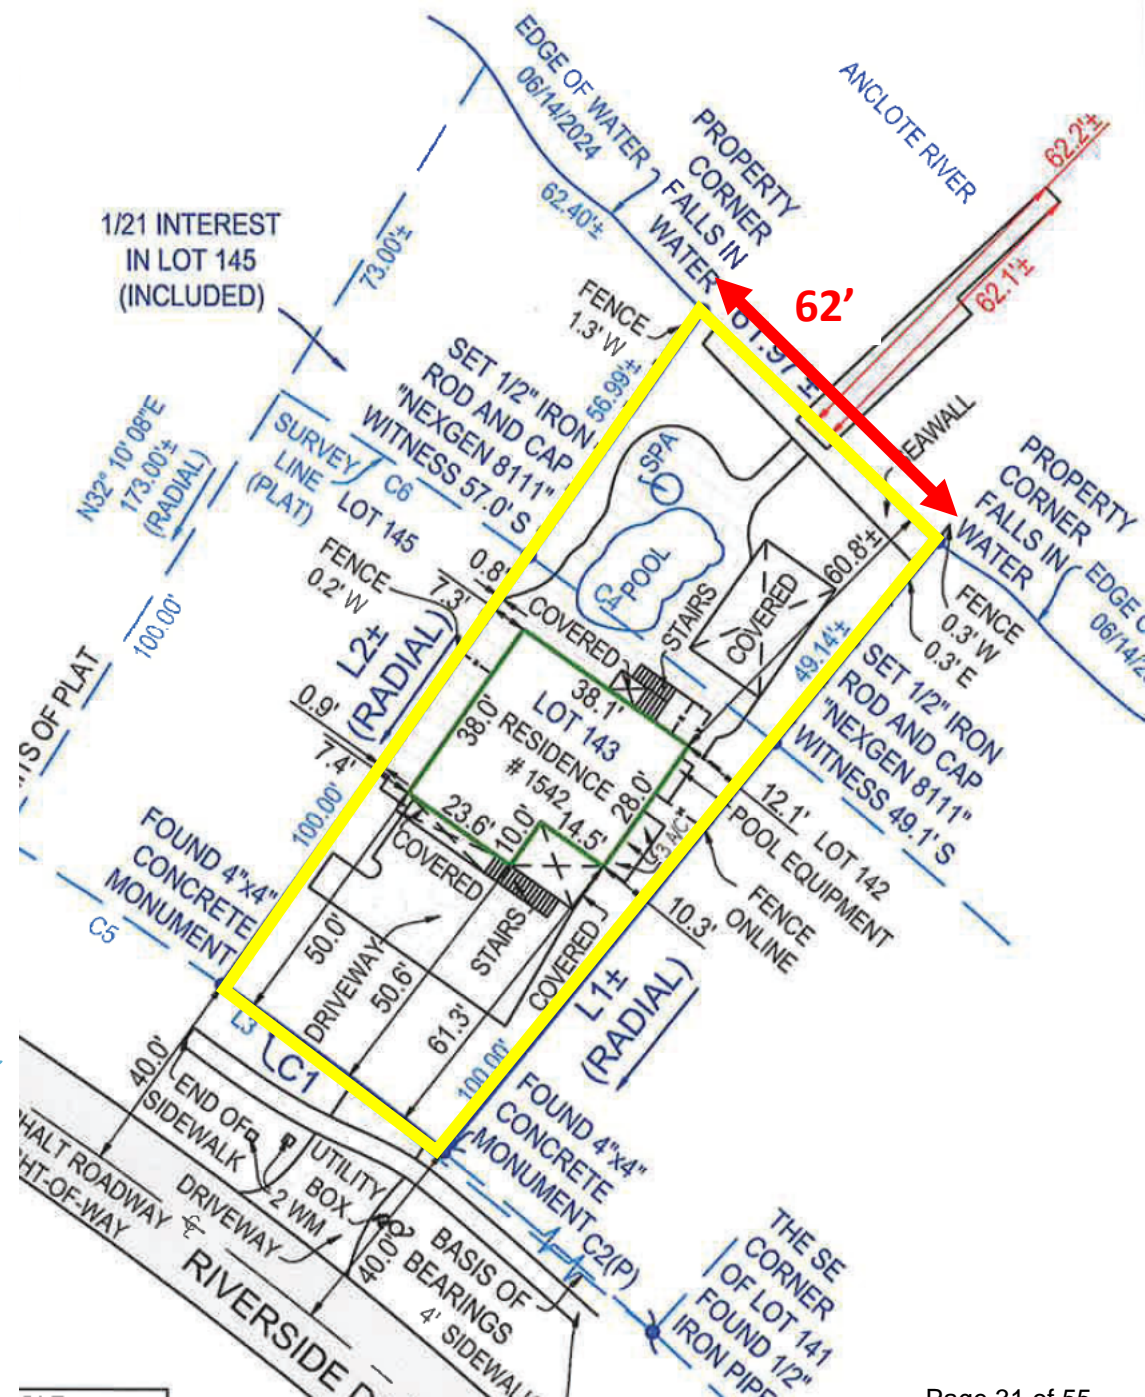 EDGE OF WATER
06/14/2024
62.40'±
PROPERTY
CORNER
FALLS IN
WATER
ANCLOTE RIVER
62.2'±
62.1'±
62'
61.97'±
1/21 INTEREST
IN LOT 145
(INCLUDED)
73.00'±
FENCE
1.3' W
56.99'±
SET 1/2" IRON
ROD AND CAP
"NEXGEN 8111"
WITNESS 57.0' S
SURVEY
LINE
(PLAT)
C6
N32° 10' 08"E
173.00'±
(RADIAL)
LOT 145
FENCE
0.2' W
SPA
POOL
C4
SEAWALL
PROPERTY
CORNER
FALLS IN
WATER
60.8'±
EDGE O
06/14/2
FENCE
0.3' W
0.3' E
49.14'±
SET 1/2" IRON
ROD AND CAP
"NEXGEN 8111"
WITNESS 49.1' S
0.8'
7.3'
COVERED
STAIRS
COVERED
100.00'
TS OF PLAT
L2±
(RADIAL)
0.9'
7.4'
38.0'
38.1'
LOT 143
RESIDENCE
# 1542
28.0'
23.6'
10.0'
14.5'
3 A/C
12.1'
LOT 142
POOL EQUIPMENT
FENCE
ONLINE
10.3'
100.00'
FOUND 4"x4"
CONCRETE
MONUMENT
C5
COVERED
STAIRS
COVERED
50.0'
DRIVEWAY
50.6'
61.3'
L1±
(RADIAL)
100.00'
L3
C1
40.0'
FOUND 4"x4"
CONCRETE
MONUMENT
C2(P)
END OF
SIDEWALK
2 WM
UTILITY
BOX
DRIVEWAY
40.0'
BASIS OF
BEARINGS
4' SIDEWALK
HALT ROADWAY
HT-OF-WAY
RIVERSIDE D
THE SE
CORNER
OF LOT 141
FOUND 1/2"
IRON PIPE
Page 31 of 55